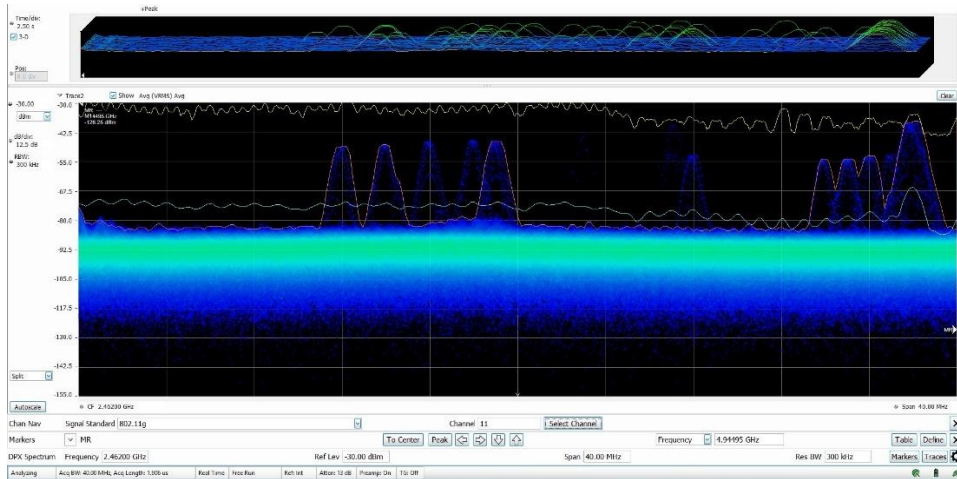 +Peak
Time/div:
2.50 s
3-D
Pos:
Trace2 Show Avg (VRMS) Avg Clear
-30.00 -30.0
dBm
MR: ---
-42.5
dB/div:
12.5 dB
RBW:
300 kHz
-55.0
-67.5
-80.0
-92.5
-105.0
-117.5
-130.0
MR
-142.5
Split
-155.0
Autoscale CF 2.46200 GHz Span 40.00 MHz
Chan Nav Signal Standard 802.11g Channel 11 Select Channel X
Markers MR To Center Peak Frequency 4.94495 GHz Table Define X
DPX Spectrum Frequency 2.46200 GHz Ref Lev -30.00 dBm Span 40.00 MHz Res BW 300 kHz Markers Traces
Analyzing Acq BW: 40.00 MHz, Acq Length: 1.906 us Real Time Free Run Ref: Int Atten: 13 dB Preamp: On TG: Off